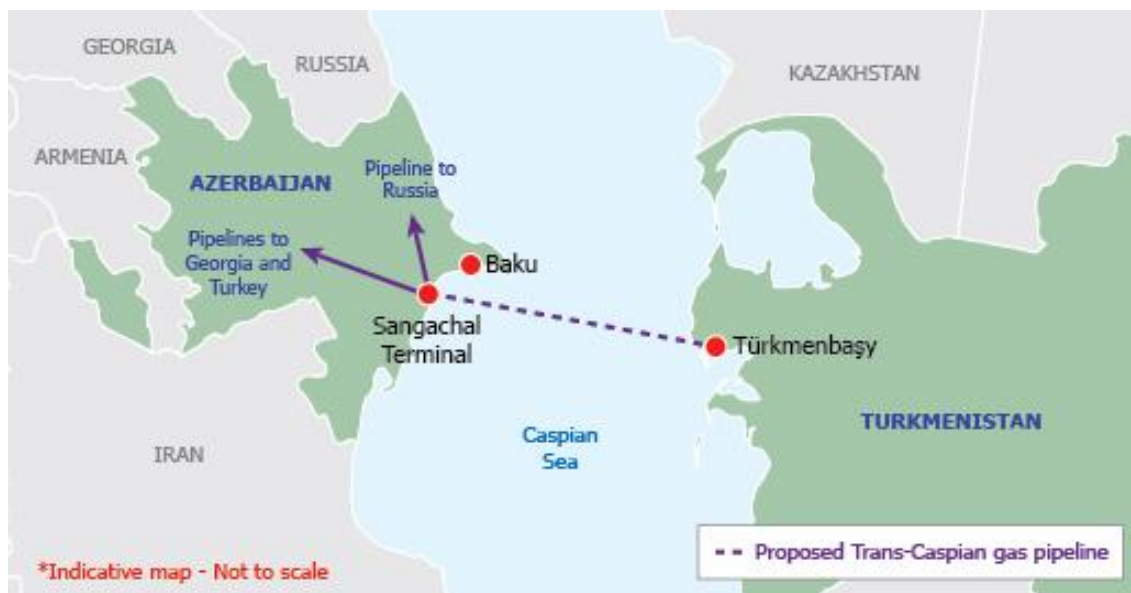 GEORGIA
RUSSIA
KAZAKHSTAN
ARMENIA
AZERBAIJAN
Pipeline to
Russia
Pipelines to
Georgia and
Turkey
Baku
Sangachal
Terminal
Türkmenbaşy
TURKMENISTAN
Caspian
Sea
IRAN
*Indicative map - Not to scale
Proposed Trans-Caspian gas pipeline